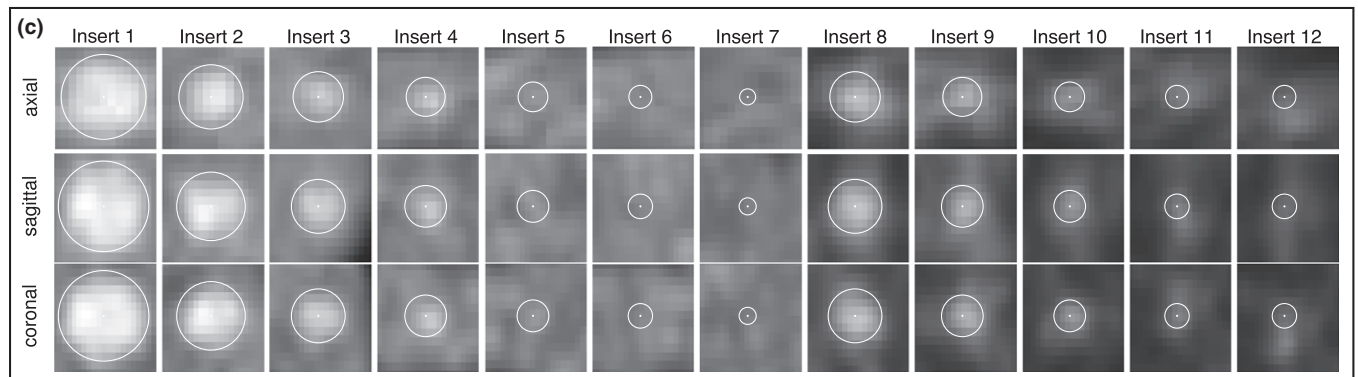 (c)
Insert 1 Insert 2 Insert 3 Insert 4 Insert 5 Insert 6 Insert 7 Insert 8 Insert 9 Insert 10 Insert 11 Insert 12
axial
sagittal
coronal